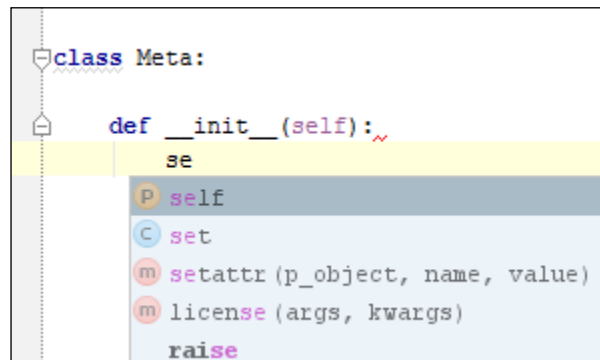 class Meta:
def __init__(self):
se
P self
C set
m setattr(p_object, name, value)
m license(args, kwargs)
raise